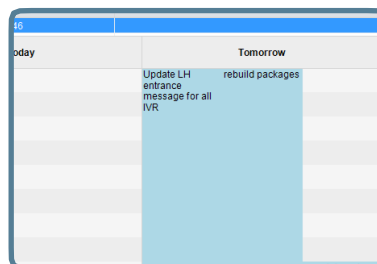 46
oday
Tomorrow
Update LH
entrance
message for all
IVR
rebuild packages